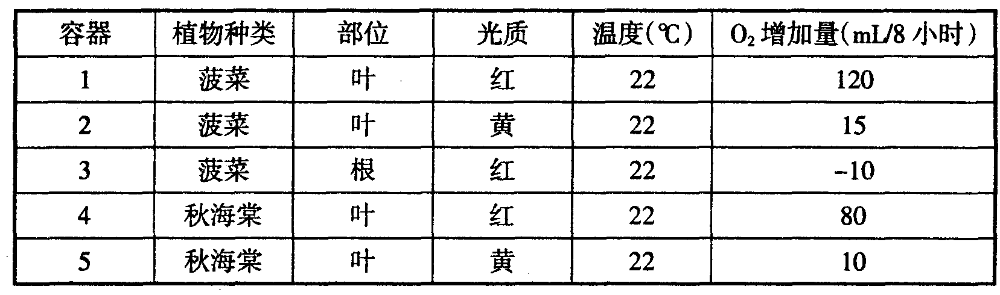 容器 植物种类 部位 光质 温度(℃) O₂增加量(mL/8 小时)
1 菠菜 叶 红 22 120
2 菠菜 叶 黄 22 15
3 菠菜 根 红 22 -10
4 秋海棠 叶 红 22 80
5 秋海棠 叶 黄 22 10